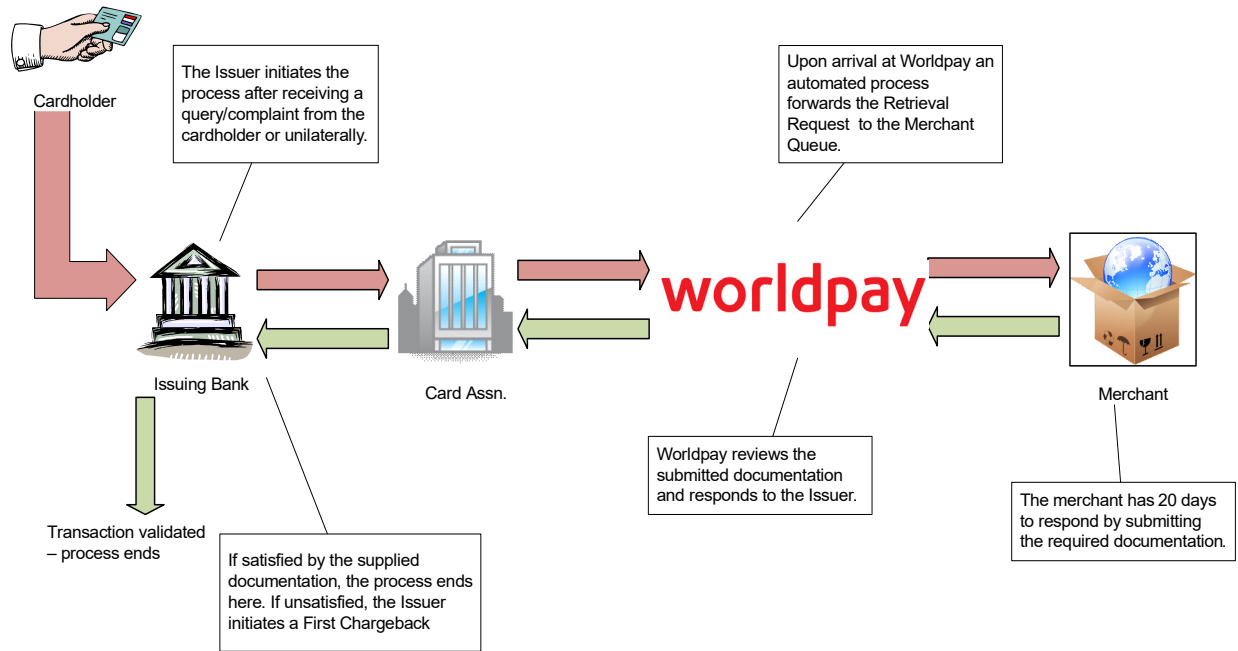 Cardholder
The Issuer initiates the
process after receiving a
query/complaint from the
cardholder or unilaterally.
Upon arrival at Worldpay an
automated process
forwards the Retrieval
Request to the Merchant
Queue.
worldpay
Issuing Bank
Card Assn.
Merchant
Worldpay reviews the
submitted documentation
and responds to the Issuer.
The merchant has 20 days
to respond by submitting
the required documentation.
Transaction validated
– process ends
If satisfied by the supplied
documentation, the process ends
here. If unsatisfied, the Issuer
initiates a First Chargeback